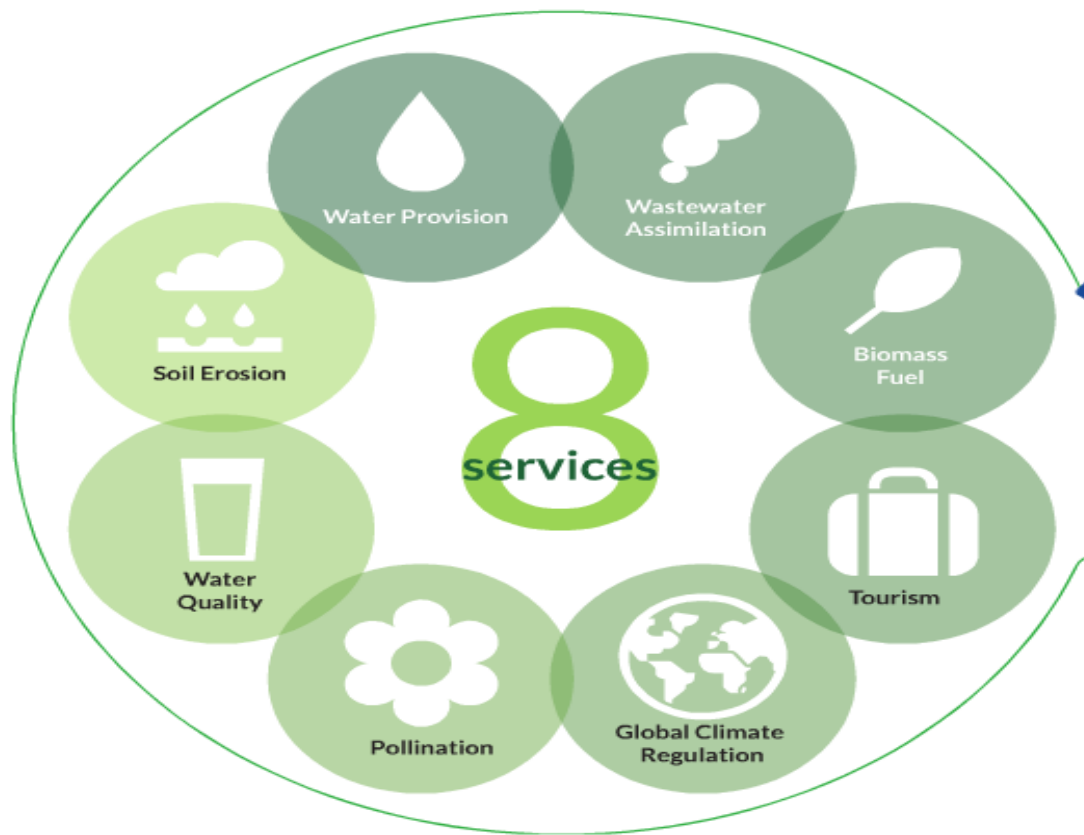 Water Provision
Wastewater
Assimilation
Biomass
Fuel
Tourism
Global Climate
Regulation
Pollination
Water
Quality
Soil Erosion
8
services